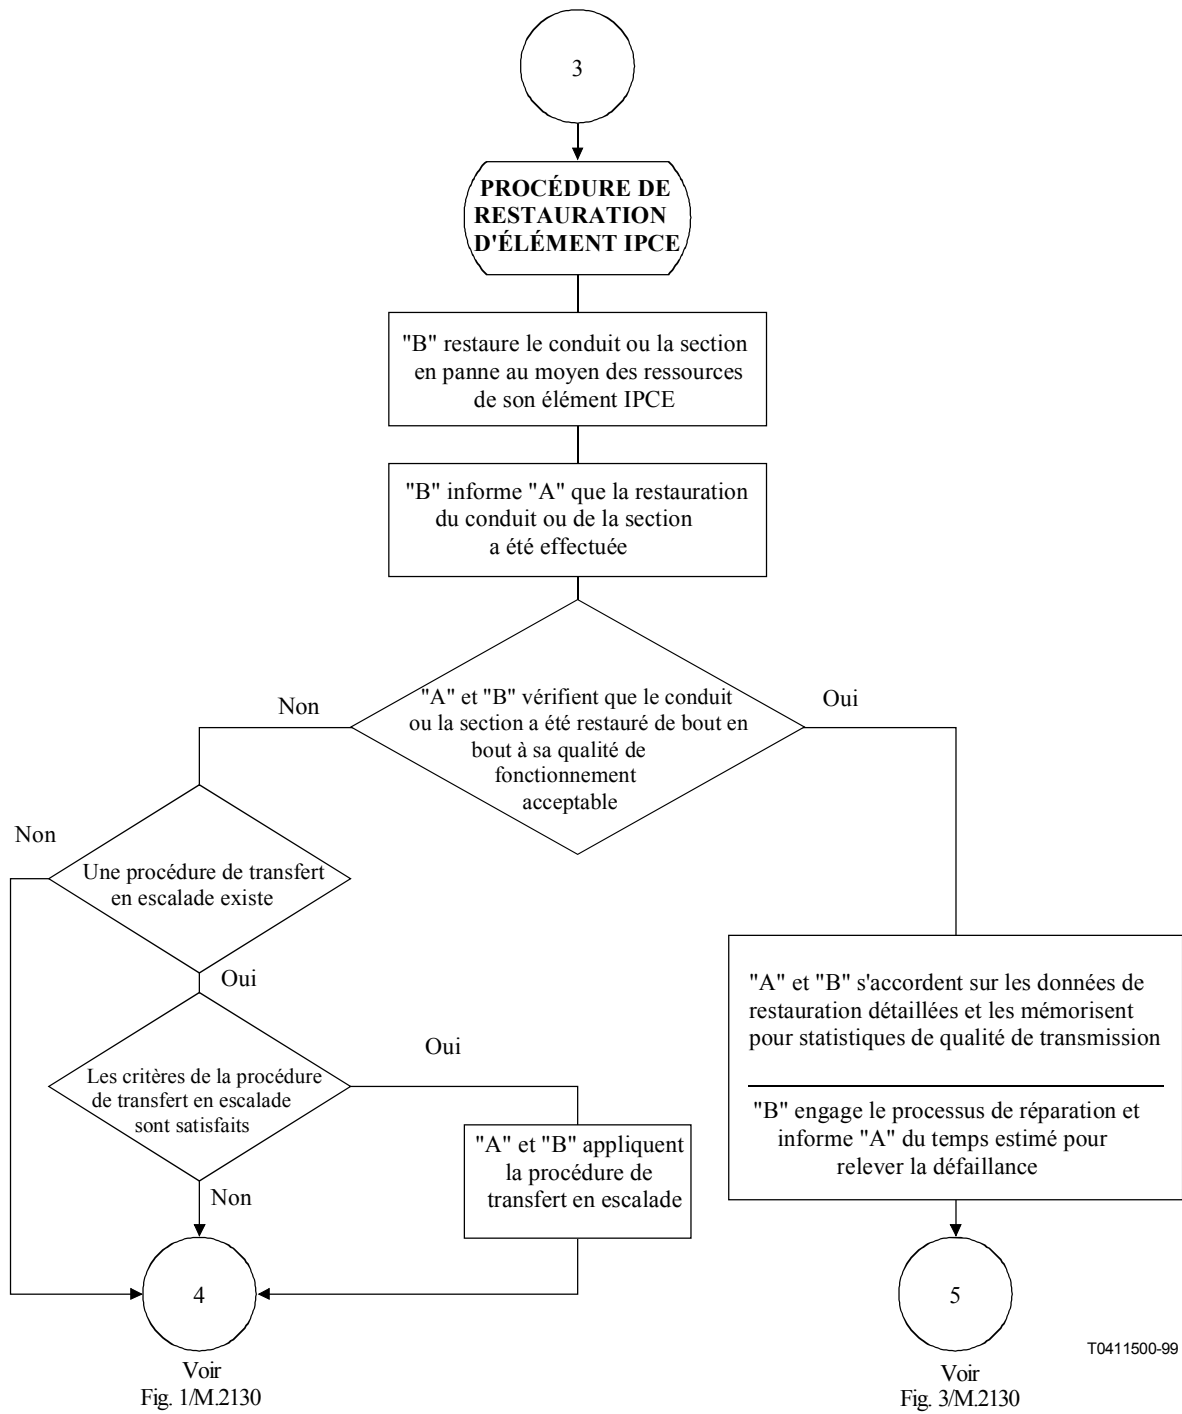 3
PROCÉDURE DE
RESTAURATION
D'ÉLÉMENT IPCE
"B" restaure le conduit ou la section
en panne au moyen des ressources
de son élément IPCE
"B" informe "A" que la restauration
du conduit ou de la section
a été effectuée
"A" et "B" vérifient que le conduit
ou la section a été restauré de bout en
bout à sa qualité de
fonctionnement
acceptable
Non
Oui
Non
Une procédure de transfert
en escalade existe
Oui
Les critères de la procédure
de transfert en escalade
sont satisfaits
Oui
Non
"A" et "B" appliquent
la procédure de
transfert en escalade
"A" et "B" s'accordent sur les données de
restauration détaillées et les mémorisent
pour statistiques de qualité de transmission
"B" engage le processus de réparation et
informe "A" du temps estimé pour
relever la défaillance
4
Voir
Fig. 1/M.2130
5
Voir
Fig. 3/M.2130
T0411500-99